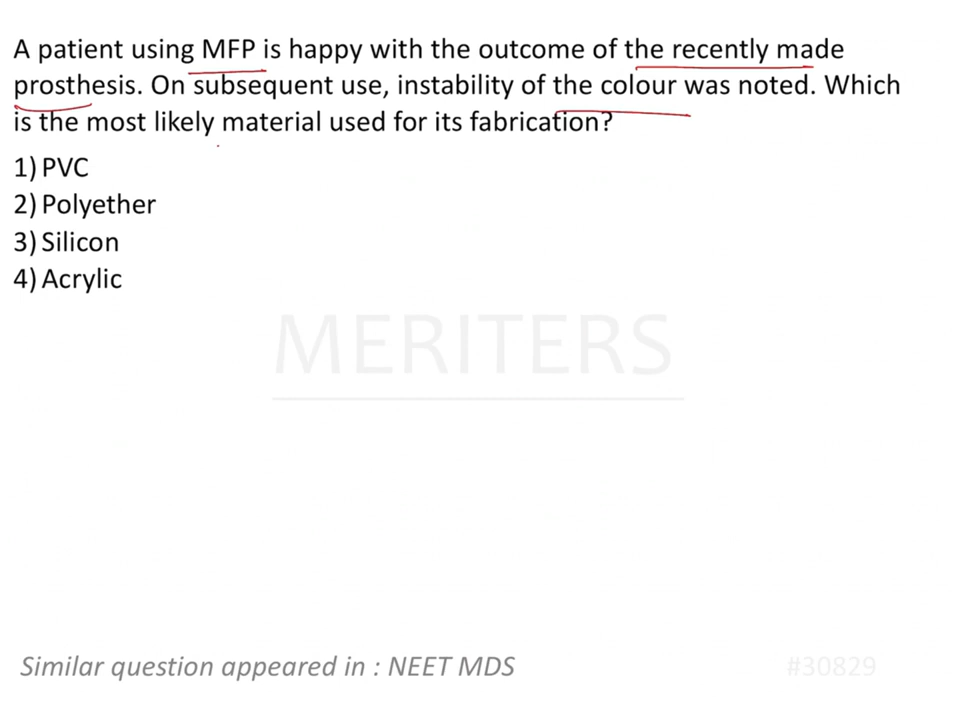 A patient using MFP is happy with the outcome of the recently made
prosthesis. On subsequent use, instability of the colour was noted. Which
is the most likely material used for its fabrication?
1) PVC
2) Polyether
3) Silicon
4) Acrylic
MERITERS
Similar question appeared in : NEET MDS
#30829